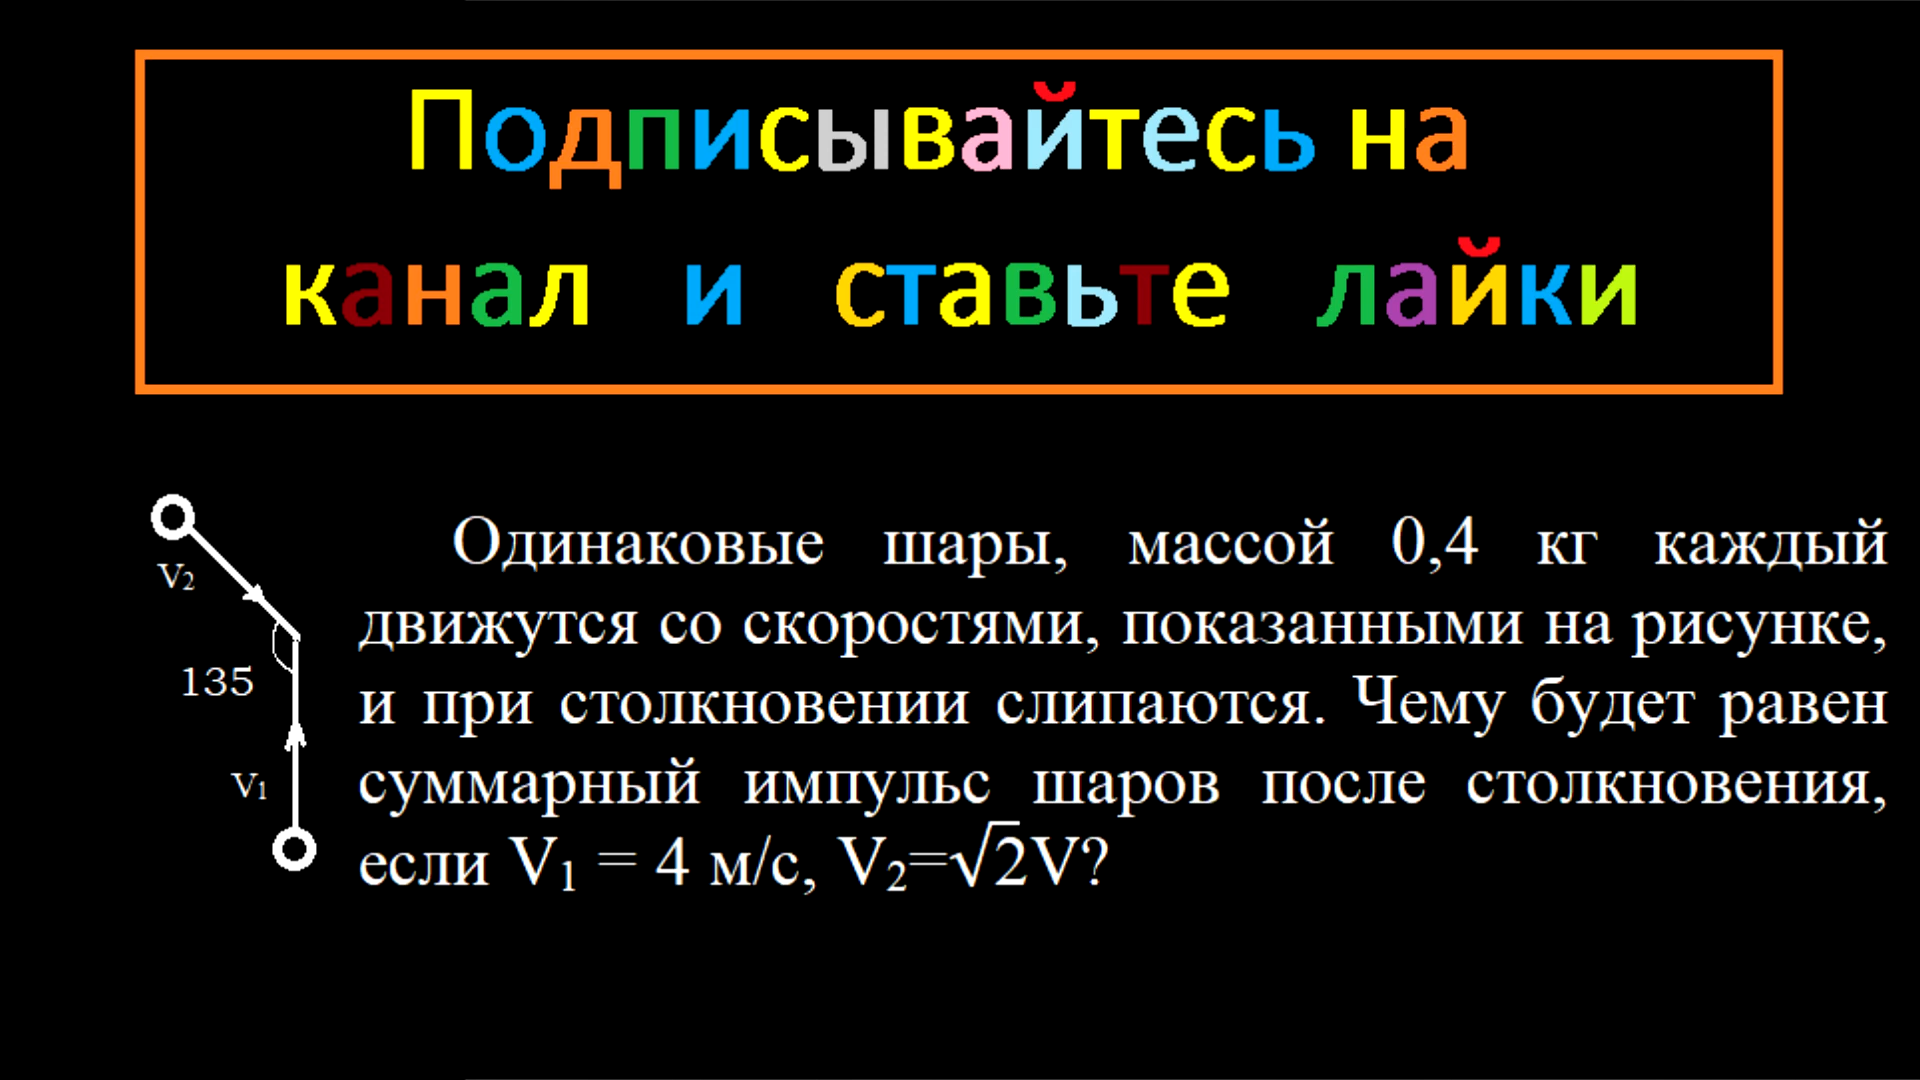 Подписывайтесь на
канал и ставьте лайки
V₂
135
V₁
Одинаковые шары, массой 0,4 кг каждый
движутся со скоростями, показанными на рисунке,
и при столкновении слипаются. Чему будет равен
суммарный импульс шаров после столкновения,
если V₁ = 4 м/с, V₂=√2V?